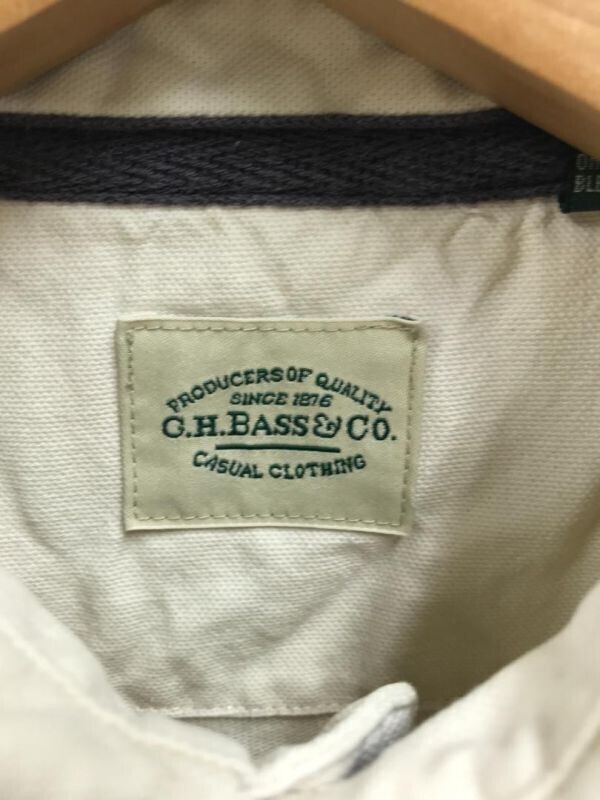 PRODUCERS OF QUALITY
SINCE 1876
G.H. BASS & CO.
CASUAL CLOTHING